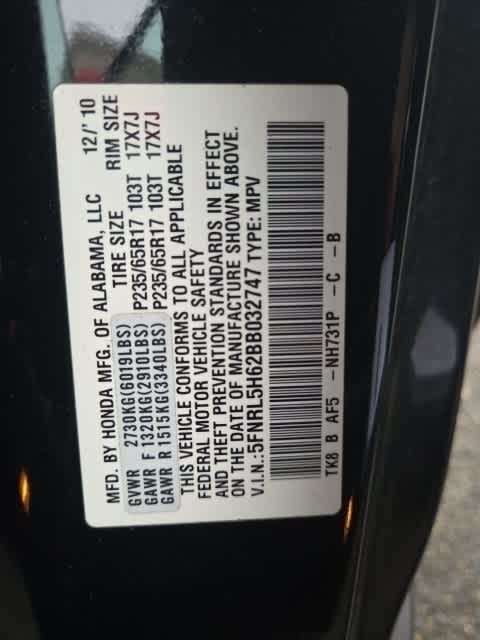 MFD. BY HONDA MFG. OF ALABAMA, LLC 12/'10
TIRE SIZE RIM SIZE
GVWR 2730KG(6019LBS)
GAWR F 1320KG(2910LBS) P235/65R17 103T 17X7J
GAWR R 1515KG(3340LBS) P235/65R17 103T 17X7J
THIS VEHICLE CONFORMS TO ALL APPLICABLE
FEDERAL MOTOR VEHICLE SAFETY
AND THEFT PREVENTION STANDARDS IN EFFECT
ON THE DATE OF MANUFACTURE SHOWN ABOVE.
V.I.N.:5FNRL5H62BB032747 TYPE: MPV
TK8 B AF5 -NH731P -C -B